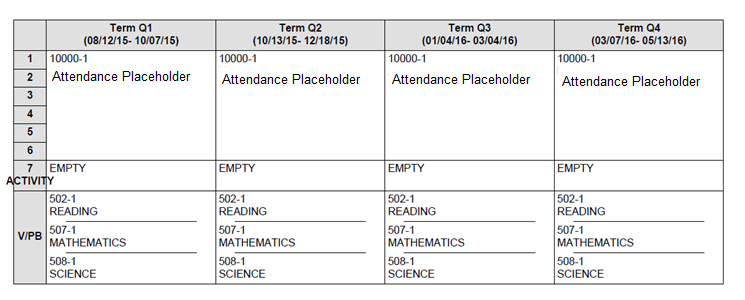 Term Q1 Term Q2 Term Q3 Term Q4
(08/12/15- 10/07/15) (10/13/15- 12/18/15) (01/04/16- 03/04/16) (03/07/16- 05/13/16)
1 10000-1 10000-1 10000-1 10000-1
2 Attendance Placeholder Attendance Placeholder Attendance Placeholder Attendance Placeholder
3
4
5
6
7 EMPTY EMPTY EMPTY EMPTY
ACTIVITY
502-1 502-1 502-1 502-1
READING READING READING READING
V/PB 507-1 507-1 507-1 507-1
MATHEMATICS MATHEMATICS MATHEMATICS MATHEMATICS
508-1 508-1 508-1 508-1
SCIENCE SCIENCE SCIENCE SCIENCE